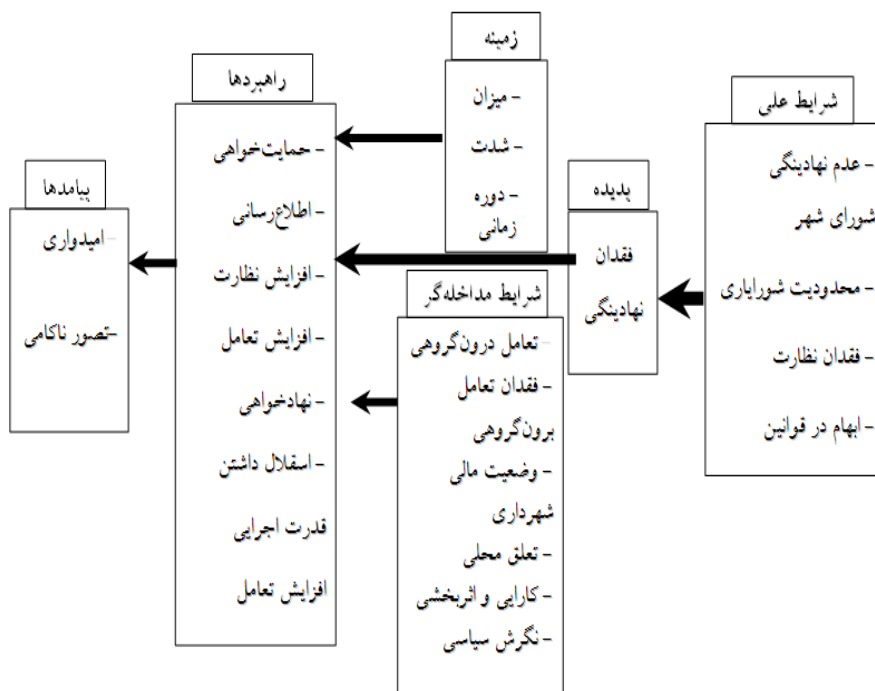 شرایط علی
- عدم نهادینگی
شورای شهر
- محدودیت شورایاری
- فقدان نظارت
- ابهام در قوانین
پدیده
فقدان
نهادینگی
زمینه
- میزان
- شدت
- دوره
زمانی
شرایط مداخله‌گر
- تعامل درون‌گروهی
- فقدان تعامل
برون‌گروهی
- وضعیت مالی
شهرداری
- تعلق محلی
- کارایی و اثربخشی
- نگرش سیاسی
راهبردها
- حمایت‌خواهی
- اطلاع‌رسانی
- افزایش نظارت
- افزایش تعامل
- نهادخواهی
- اسقلال داشتن
قدرت اجرایی
افزایش تعامل
پیامدها
- امیدواری
-تصور ناکامی